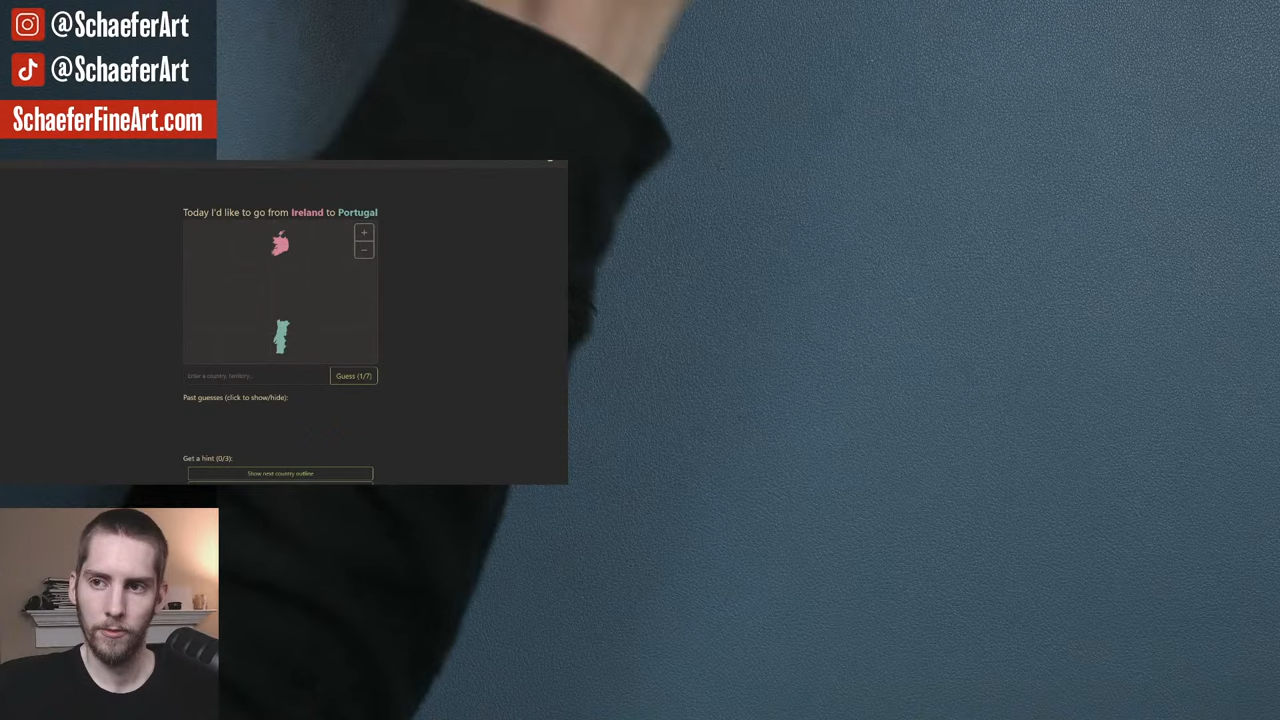 @SchaeferArt
@SchaeferArt
SchaeferFineArt.com
Today I'd like to go from Ireland to Portugal
+
−
Enter a country, territory...
Guess (1/7)
Past guesses (click to show/hide):
Get a hint (0/3):
Show next country outline